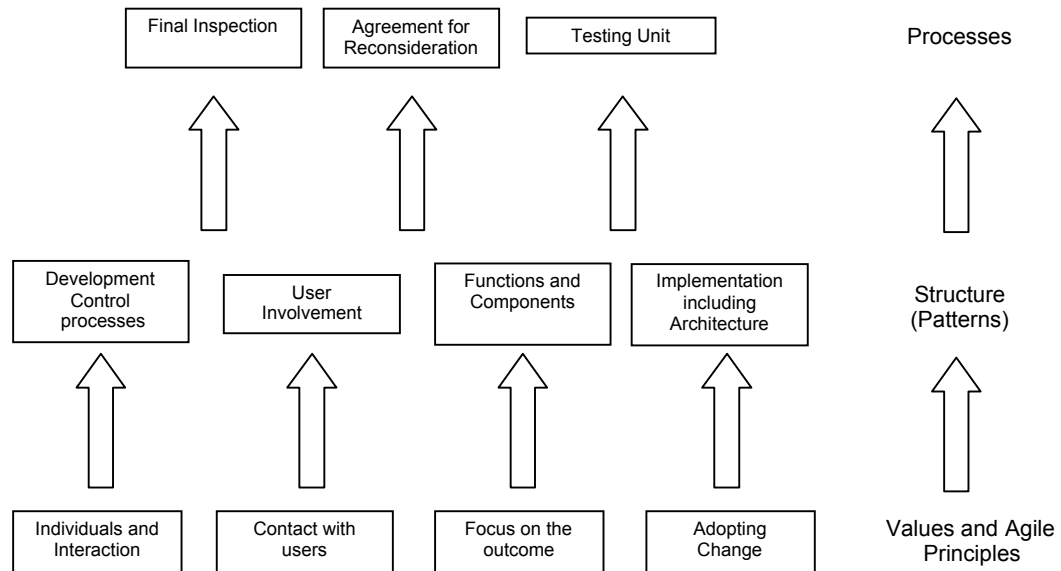 Final Inspection
Agreement for
Reconsideration
Testing Unit
Processes
Development
Control
processes
User
Involvement
Functions and
Components
Implementation
including
Architecture
Structure
(Patterns)
Individuals and
Interaction
Contact with
users
Focus on the
outcome
Adopting
Change
Values and Agile
Principles